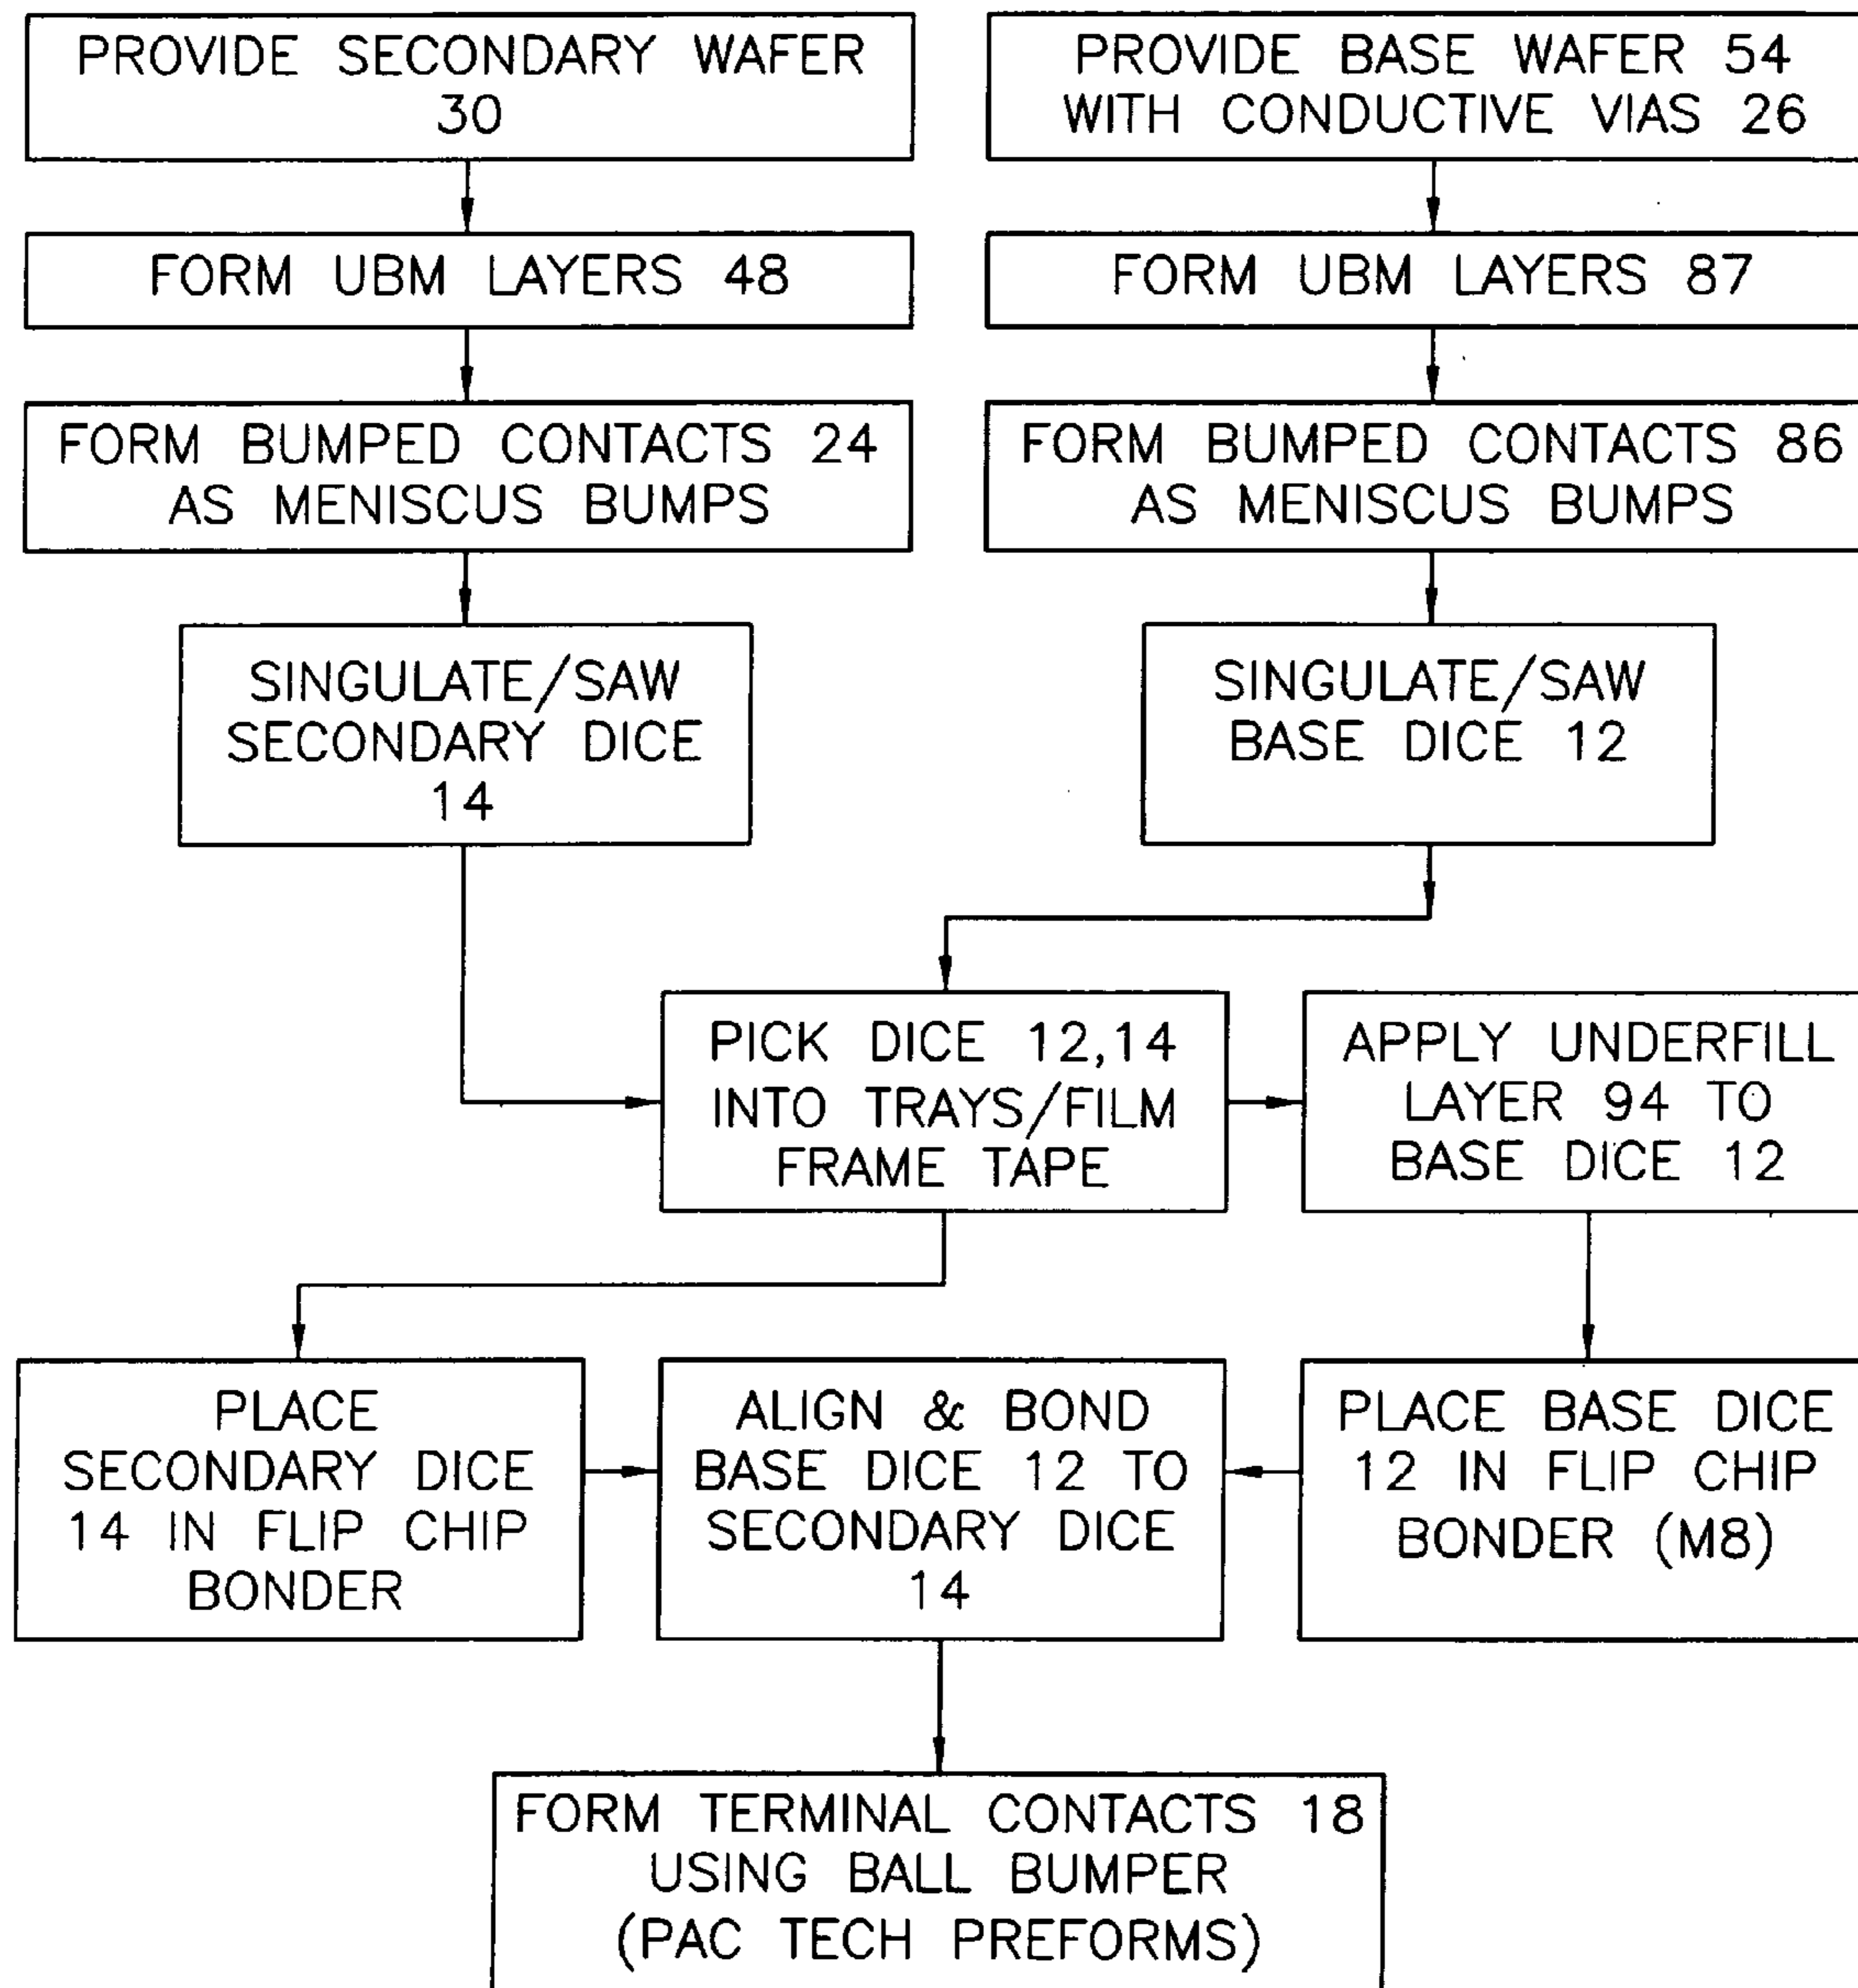 PROVIDE SECONDARY WAFER
30
PROVIDE BASE WAFER 54
WITH CONDUCTIVE VIAS 26
FORM UBM LAYERS 48
FORM UBM LAYERS 87
FORM BUMPED CONTACTS 24
AS MENISCUS BUMPS
FORM BUMPED CONTACTS 86
AS MENISCUS BUMPS
SINGULATE/SAW
SECONDARY DICE
14
SINGULATE/SAW
BASE DICE 12
PICK DICE 12,14
INTO TRAYS/FILM
FRAME TAPE
APPLY UNDERFILL
LAYER 94 TO
BASE DICE 12
PLACE
SECONDARY DICE
14 IN FLIP CHIP
BONDER
ALIGN & BOND
BASE DICE 12 TO
SECONDARY DICE
14
PLACE BASE DICE
12 IN FLIP CHIP
BONDER (M8)
FORM TERMINAL CONTACTS 18
USING BALL BUMPER
(PAC TECH PREFORMS)